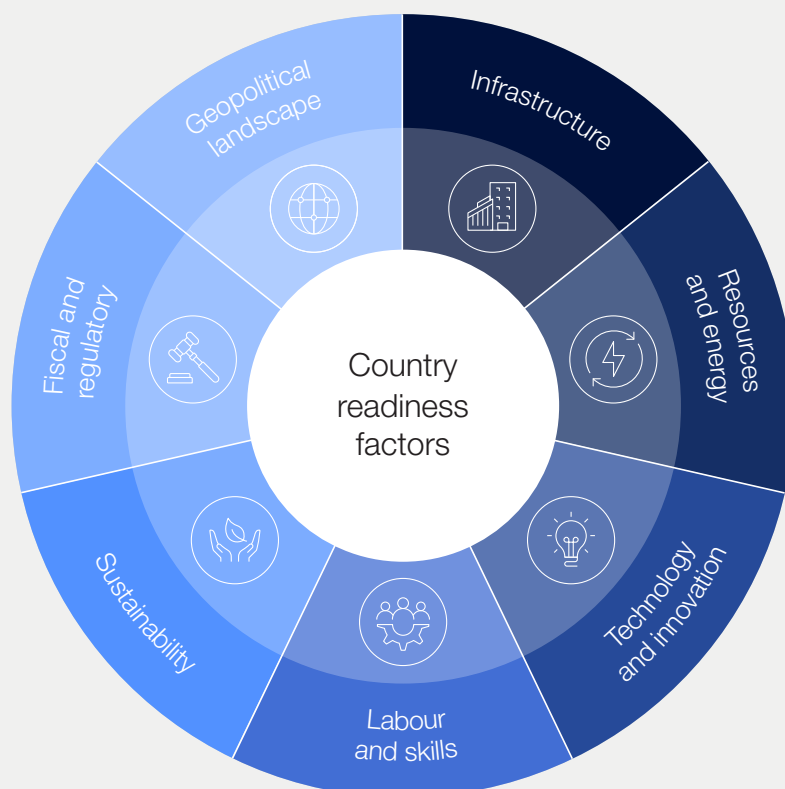 Country
readiness
factors
Infrastructure
Resources
and energy
Technology
and innovation
Labour
and skills
Sustainability
Fiscal and
regulatory
Geopolitical
landscape